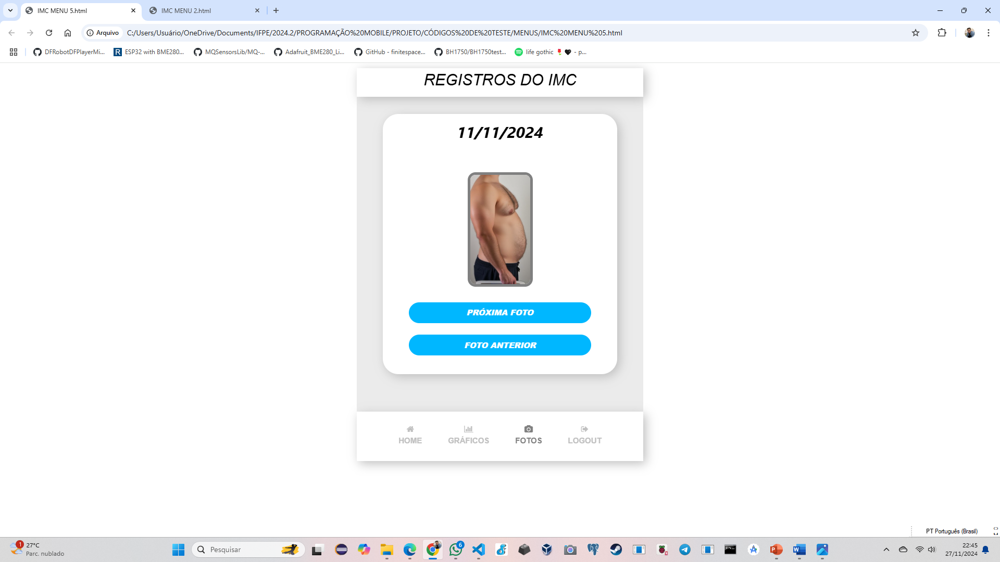 IMC MENU 5.html
IMC MENU 2.html
Arquivo
C:/Users/Usuário/OneDrive/Documents/IFPE/2024.2/PROGRAMAÇÃO%20MOBILE/PROJETO/CÓDIGOS%20DE%20TESTE/MENUS/IMC%20MENU%205.html
DFRobotDFPlayerMi...
ESP32 with BME280...
MQSensorsLib/MQ-...
Adafruit_BME280_Li...
GitHub - finitespace...
BH1750/BH1750test...
life gothic 🌹🖤 - p...
REGISTROS DO IMC
11/11/2024
PRÓXIMA FOTO
FOTO ANTERIOR
HOME
GRÁFICOS
FOTOS
LOGOUT
PT Português (Brasil)
1
27°C
Parc. nublado
Pesquisar
6
22:45
27/11/2024